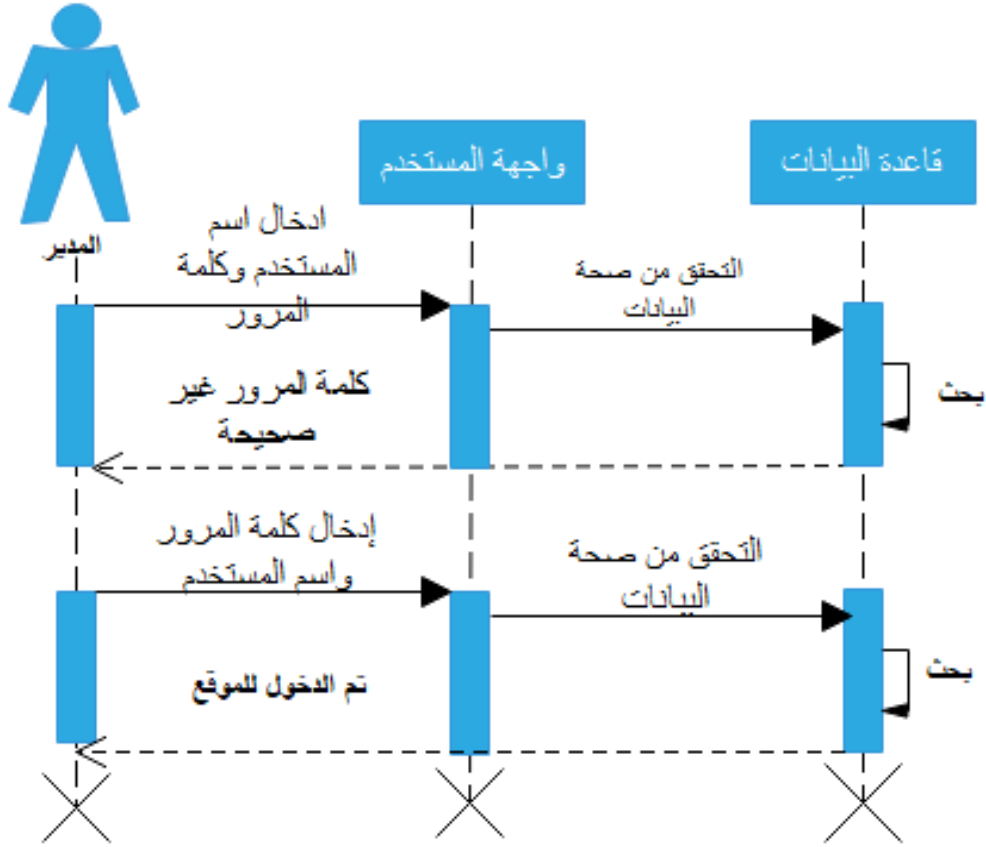 المدير
واجهة المستخدم
قاعدة البيانات
ادخال اسم
المستخدم وكلمة
المرور
التحقق من صحة
البيانات
بحث
كلمة المرور غير
صحيحة
إدخال كلمة المرور
واسم المستخدم
التحقق من صحة
البيانات
بحث
تم الدخول للموقع